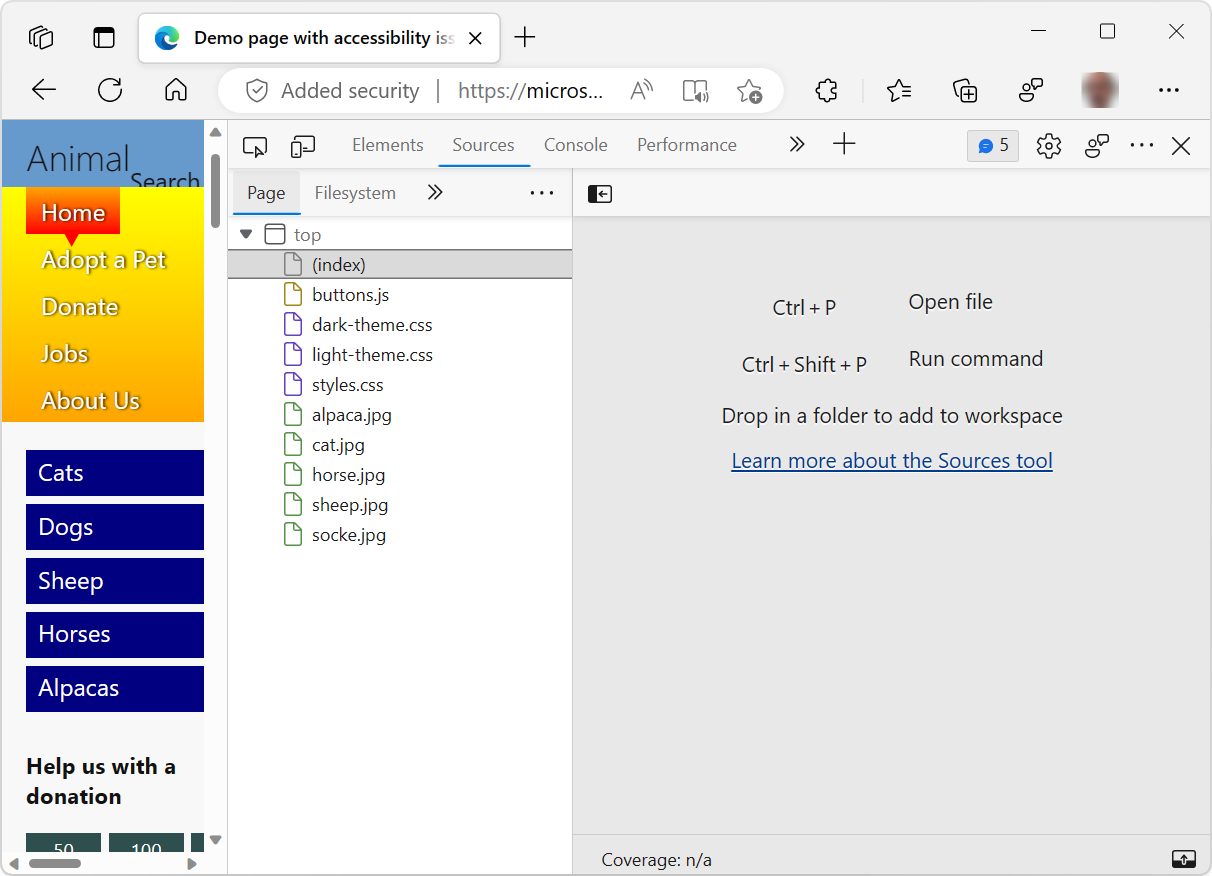 Demo page with accessibility iss
Added security
https://micros...
Animal
Search
Home
Adopt a Pet
Donate
Jobs
About Us
Cats
Dogs
Sheep
Horses
Alpacas
Help us with a
donation
50 100
Elements Sources Console Performance
5
Page Filesystem
top
(index)
buttons.js
dark-theme.css
light-theme.css
styles.css
alpaca.jpg
cat.jpg
horse.jpg
sheep.jpg
socke.jpg
Ctrl + P Open file
Ctrl + Shift + P Run command
Drop in a folder to add to workspace
Learn more about the Sources tool
Coverage: n/a